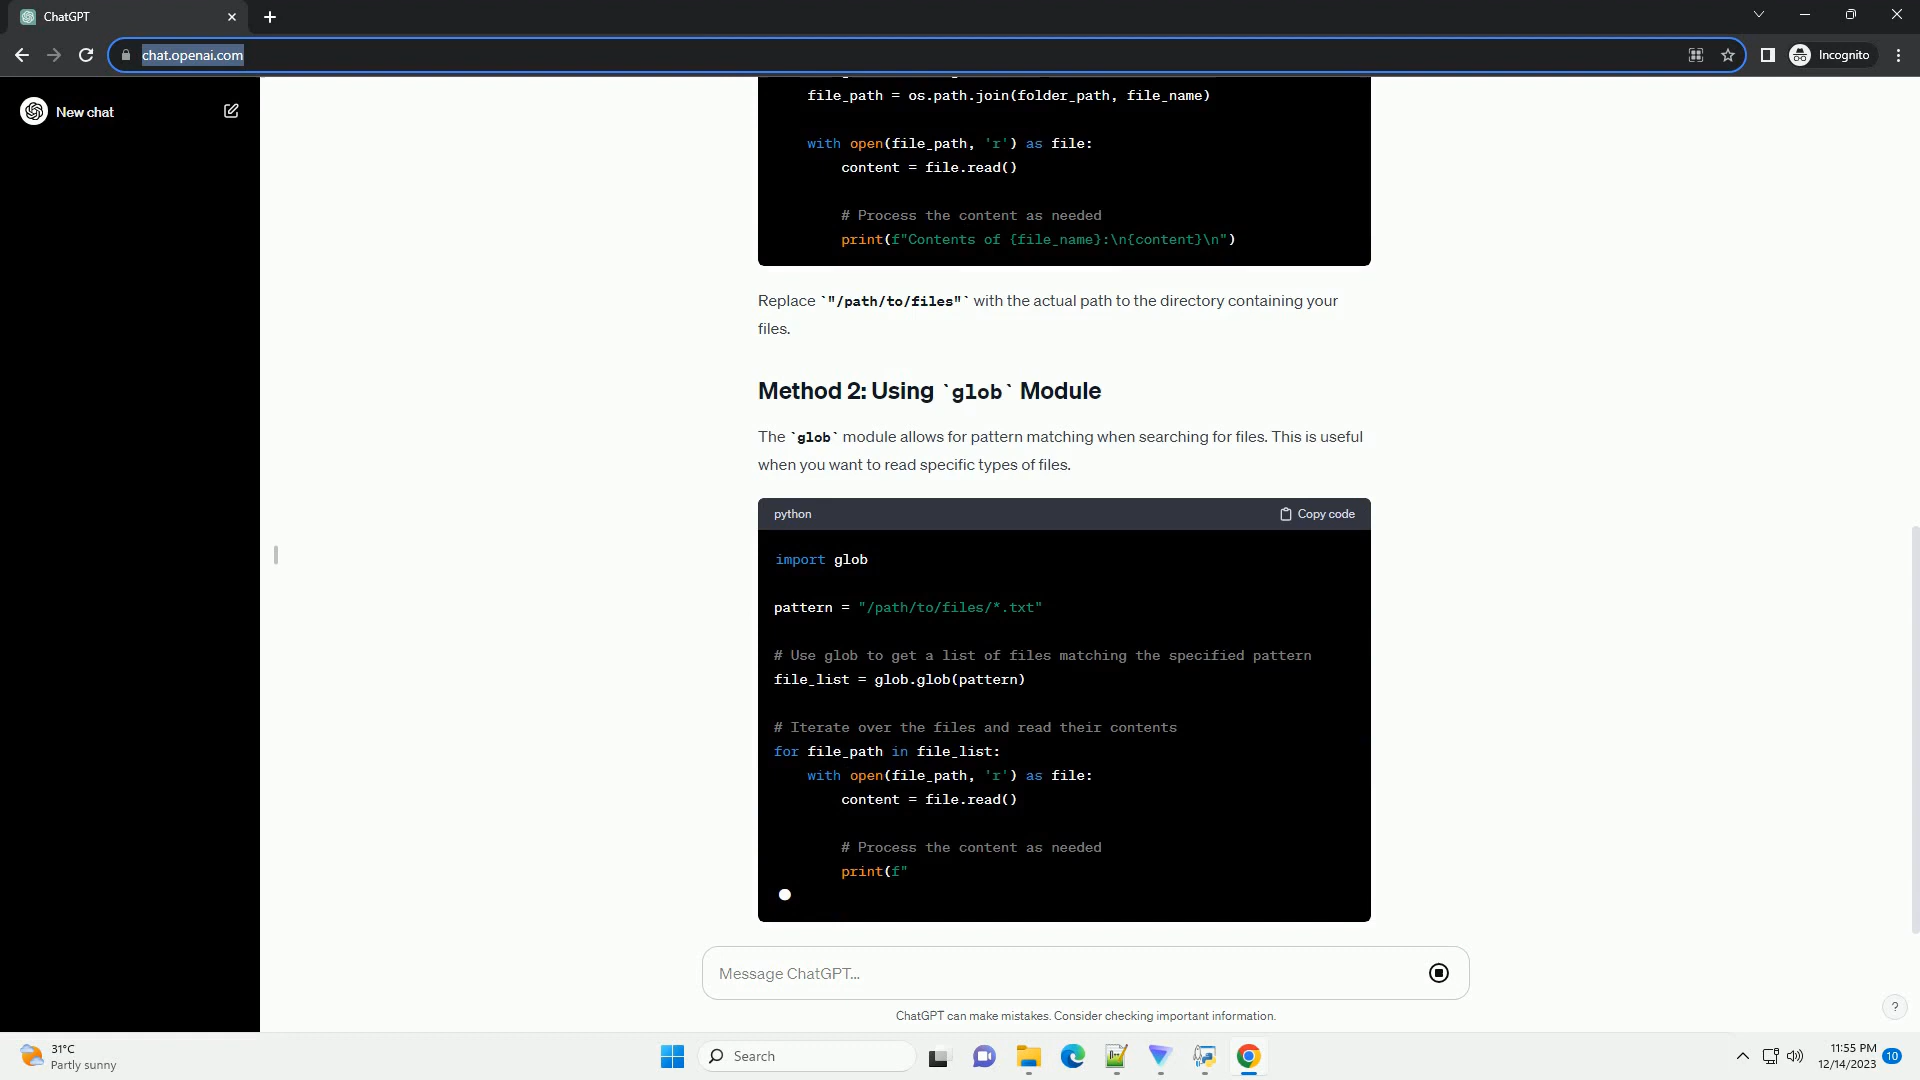 ChatGPT
chat.openai.com
Incognito
New chat
file_path = os.path.join(folder_path, file_name)
with open(file_path, 'r') as file:
content = file.read()
# Process the content as needed
print(f"Contents of {file_name}:\n{content}\n")
Replace `"/path/to/files"` with the actual path to the directory containing your
files.
Method 2: Using `glob` Module
The `glob` module allows for pattern matching when searching for files. This is useful
when you want to read specific types of files.
python
Copy code
import glob
pattern = "/path/to/files/*.txt"
# Use glob to get a list of files matching the specified pattern
file_list = glob.glob(pattern)
# Iterate over the files and read their contents
for file_path in file_list:
with open(file_path, 'r') as file:
content = file.read()
# Process the content as needed
print(f"
Message ChatGPT...
ChatGPT can make mistakes. Consider checking important information.
?
31°C
Partly sunny
Search
11:55 PM
12/14/2023
10